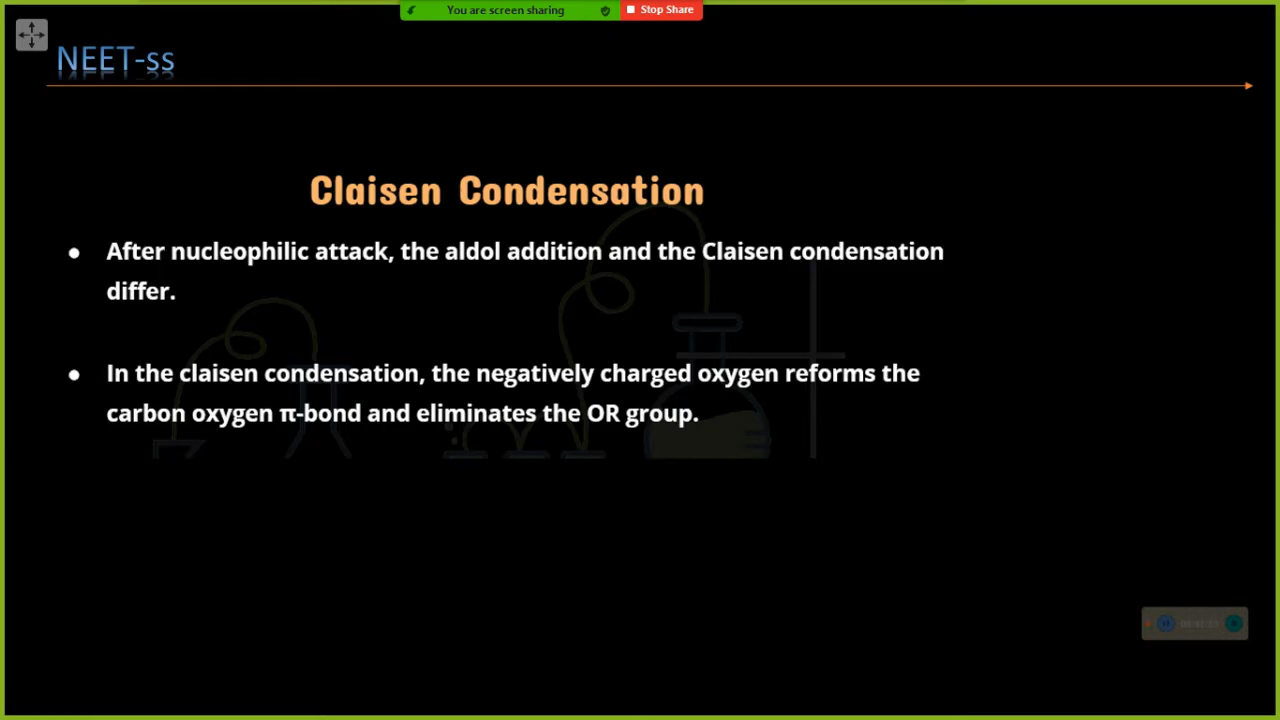 You are screen sharing
Stop Share
NEET-ss
Claisen Condensation
• After nucleophilic attack, the aldol addition and the Claisen condensation
differ.
• In the claisen condensation, the negatively charged oxygen reforms the
carbon oxygen π-bond and eliminates the OR group.